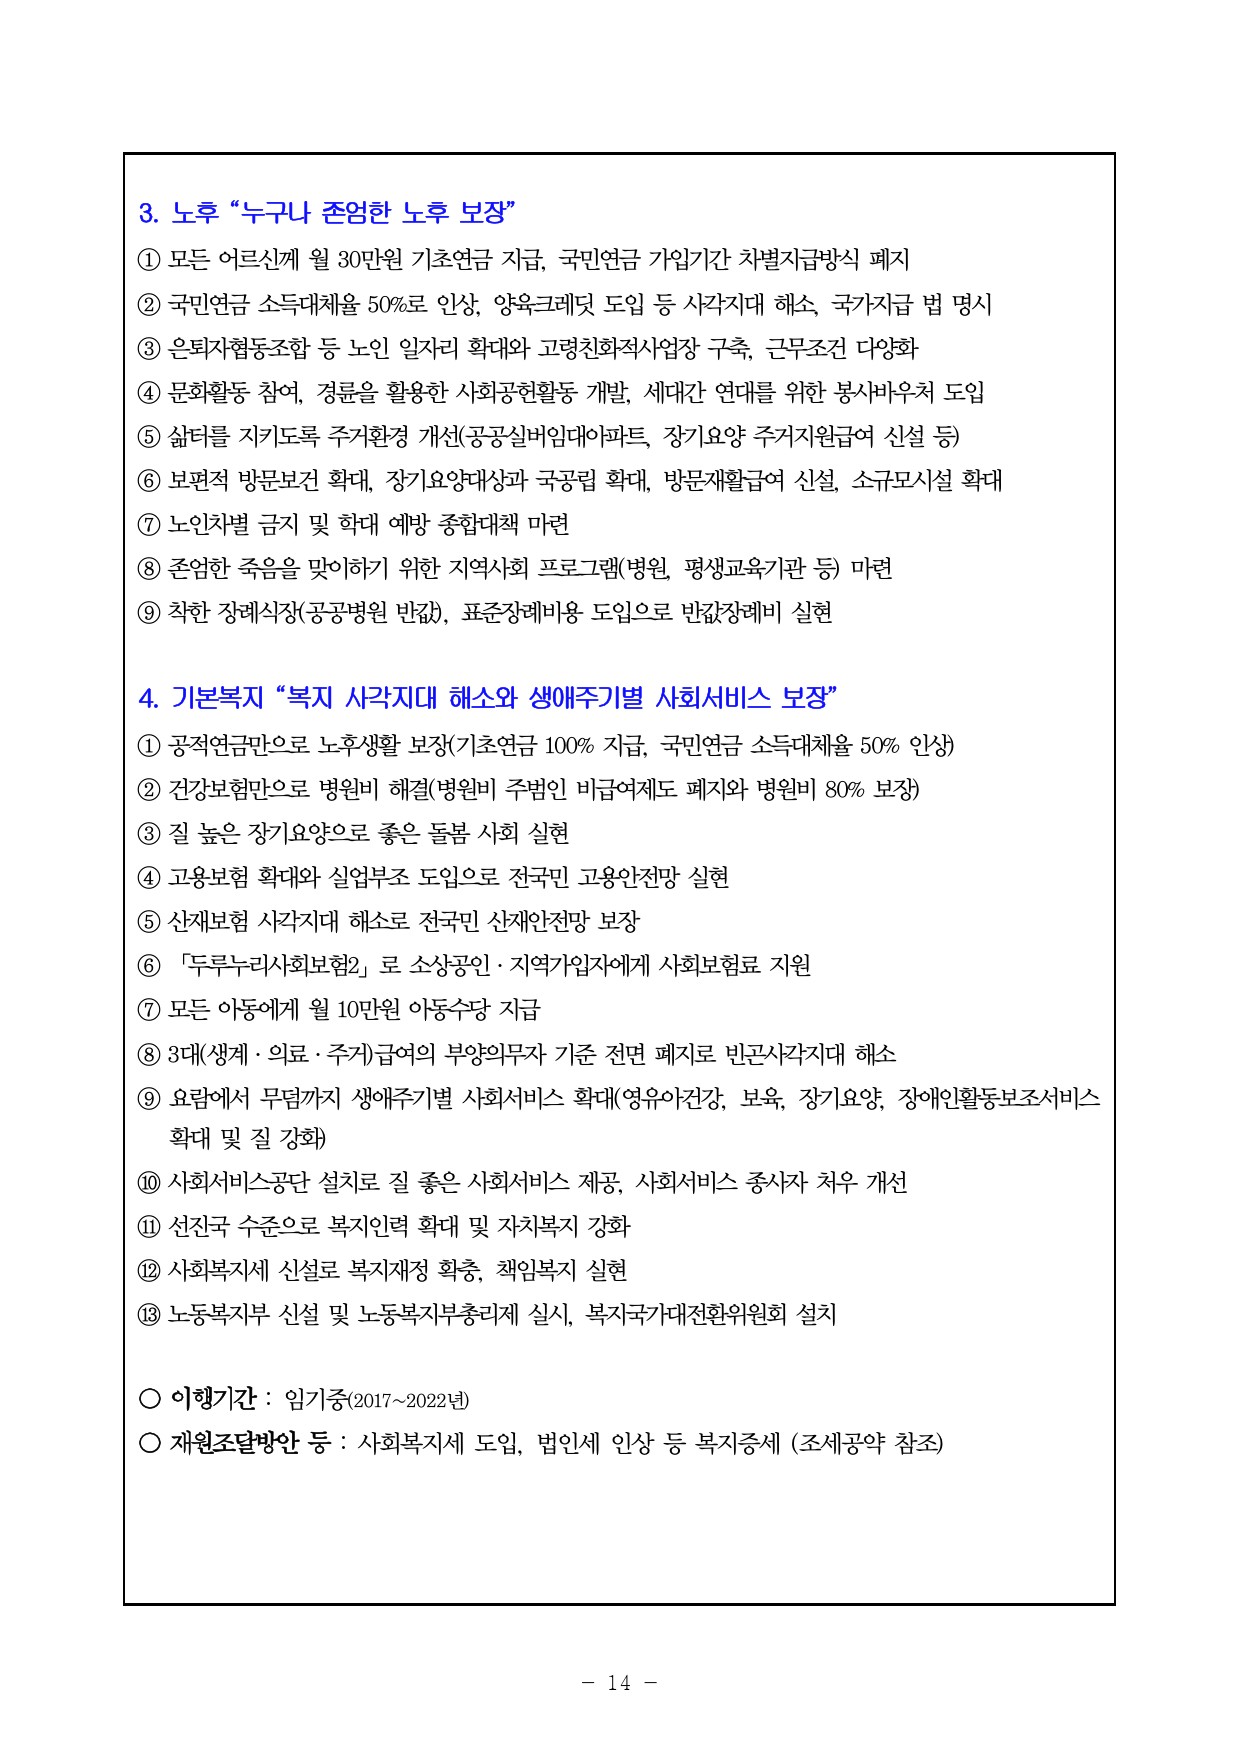 3. 노후 “누구나 존엄한 노후 보장”
① 모든 어르신께 월 30만원 기초연금 지급, 국민연금 가입기간 차별지급방식 폐지
② 국민연금 소득대체율 50%로 인상, 양육크레딧 도입 등 사각지대 해소, 국가지급 법 명시
③ 은퇴자협동조합 등 노인 일자리 확대와 고령친화적사업장 구축, 근무조건 다양화
④ 문화활동 참여, 경륜을 활용한 사회공헌활동 개발, 세대간 연대를 위한 봉사바우처 도입
⑤ 삶터를 지키도록 주거환경 개선(공공실버임대아파트, 장기요양 주거지원급여 신설 등)
⑥ 보편적 방문보건 확대, 장기요양대상과 국공립 확대, 방문재활급여 신설, 소규모시설 확대
⑦ 노인차별 금지 및 학대 예방 종합대책 마련
⑧ 존엄한 죽음을 맞이하기 위한 지역사회 프로그램(병원, 평생교육기관 등) 마련
⑨ 착한 장례식장(공공병원 반값), 표준장례비용 도입으로 반값장례비 실현
4. 기본복지 “복지 사각지대 해소와 생애주기별 사회서비스 보장”
① 공적연금만으로 노후생활 보장(기초연금 100% 지급, 국민연금 소득대체율 50% 인상)
② 건강보험만으로 병원비 해결(병원비 주범인 비급여제도 폐지와 병원비 80% 보장)
③ 질 높은 장기요양으로 좋은 돌봄 사회 실현
④ 고용보험 확대와 실업부조 도입으로 전국민 고용안전망 실현
⑤ 산재보험 사각지대 해소로 전국민 산재안전망 보장
⑥ 「두루누리사회보험2」로 소상공인 · 지역가입자에게 사회보험료 지원
⑦ 모든 아동에게 월 10만원 아동수당 지급
⑧ 3대(생계 · 의료 · 주거)급여의 부양의무자 기준 전면 폐지로 빈곤사각지대 해소
⑨ 요람에서 무덤까지 생애주기별 사회서비스 확대(영유아건강, 보육, 장기요양, 장애인활동보조서비스
확대 및 질 강화)
⑩ 사회서비스공단 설치로 질 좋은 사회서비스 제공, 사회서비스 종사자 처우 개선
⑪ 선진국 수준으로 복지인력 확대 및 자치복지 강화
⑫ 사회복지세 신설로 복지재정 확충, 책임복지 실현
⑬ 노동복지부 신설 및 노동복지부총리제 실시, 복지국가대전환위원회 설치
○ 이행기간 : 임기중(2017~2022년)
○ 재원조달방안 등 : 사회복지세 도입, 법인세 인상 등 복지증세 (조세공약 참조)
- 14 -